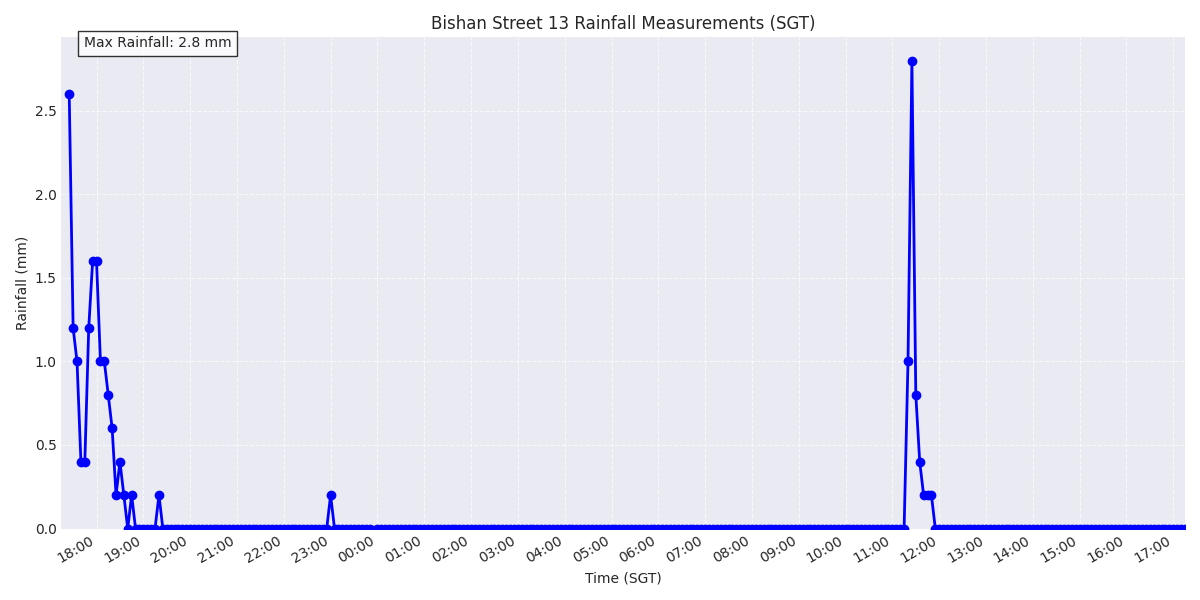 Bishan Street 13 Rainfall Measurements (SGT)
Max Rainfall: 2.8 mm
Rainfall (mm)
2.5
2.0
1.5
1.0
0.5
0.0
18:00 19:00 20:00 21:00 22:00 23:00 00:00 01:00 02:00 03:00 04:00 05:00 06:00 07:00 08:00 09:00 10:00 11:00 12:00 13:00 14:00 15:00 16:00 17:00
Time (SGT)